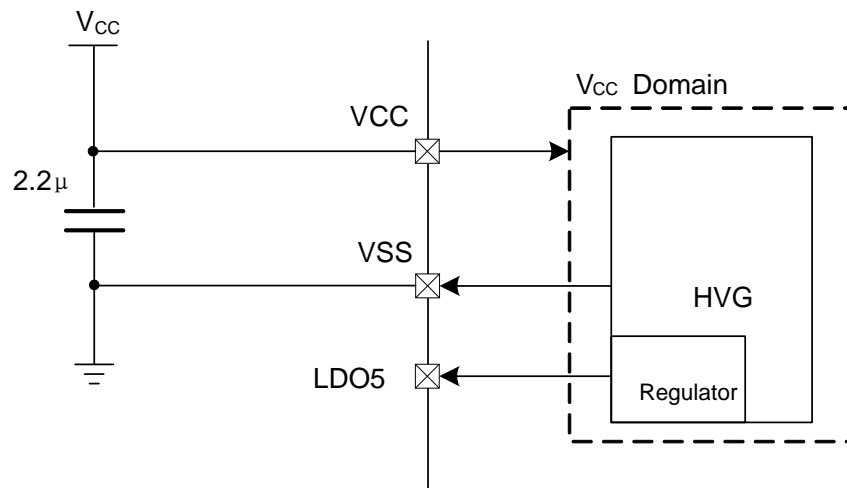 VCC
VCC Domain
VCC
2.2μ
VSS
HVG
LDO5
Regulator